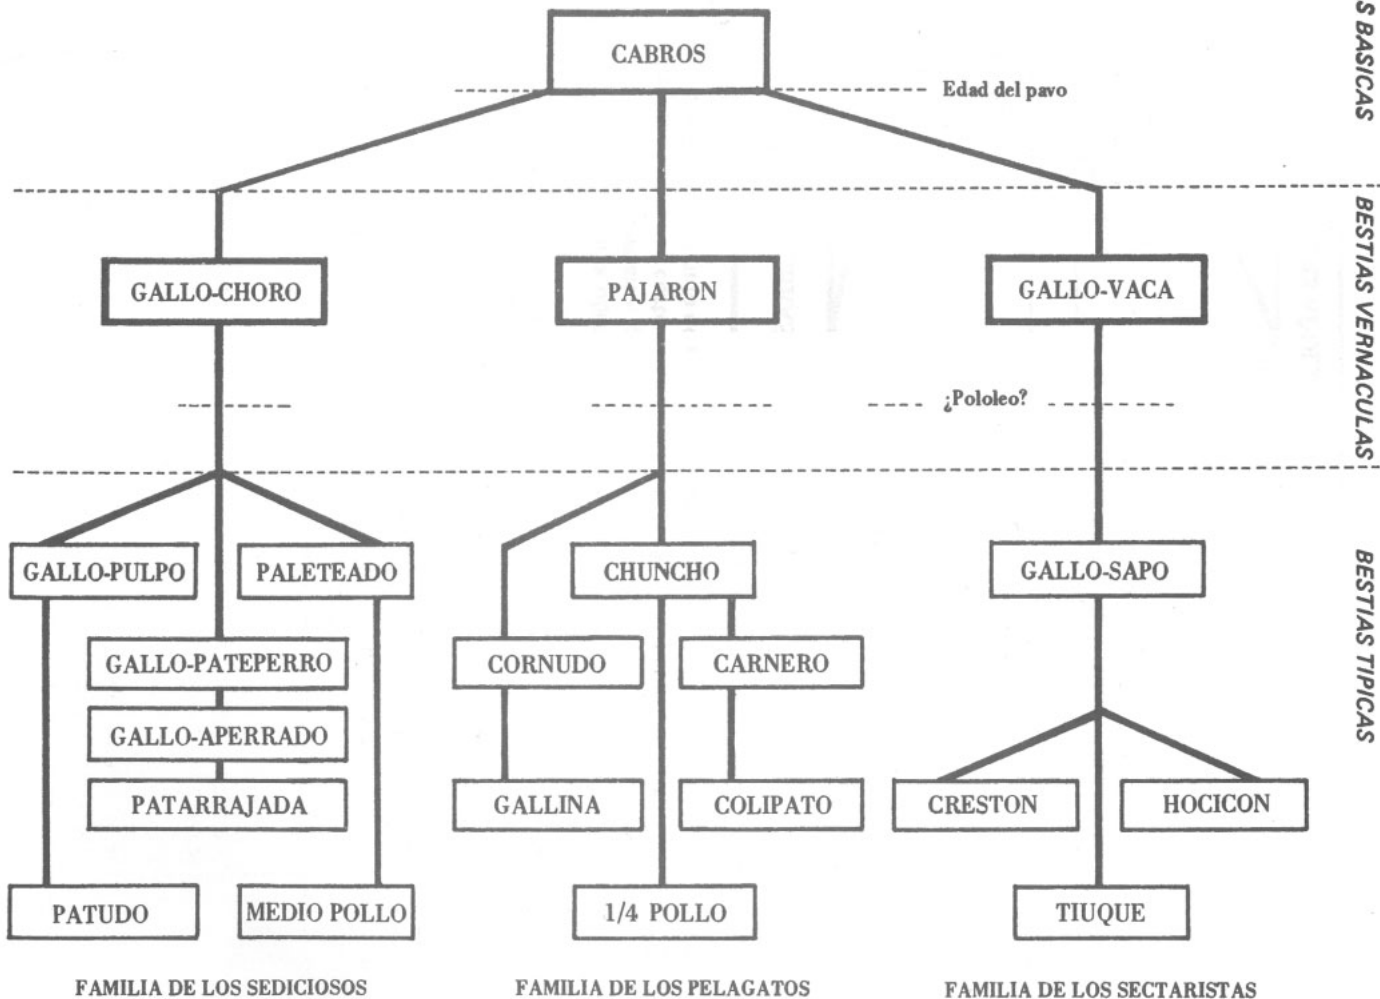 CABROS
Edad del pavo
S BASICAS
GALLO-CHORO
PAJARON
GALLO-VACA
BESTIAS VERNACULAS
¿Pololeo?
GALLO-PULPO
PALETEADO
CHUNCHO
GALLO-SAPO
GALLO-PATEPERRO
CORNUDO
CARNERO
GALLO-APERRADO
BESTIAS TIPICAS
PATARRAJADA
GALLINA
COLIPATO
CRESTON
HOCICON
PATUDO
MEDIO POLLO
1/4 POLLO
TIUQUE
FAMILIA DE LOS SEDICIOSOS
FAMILIA DE LOS PELAGATOS
FAMILIA DE LOS SECTARISTAS